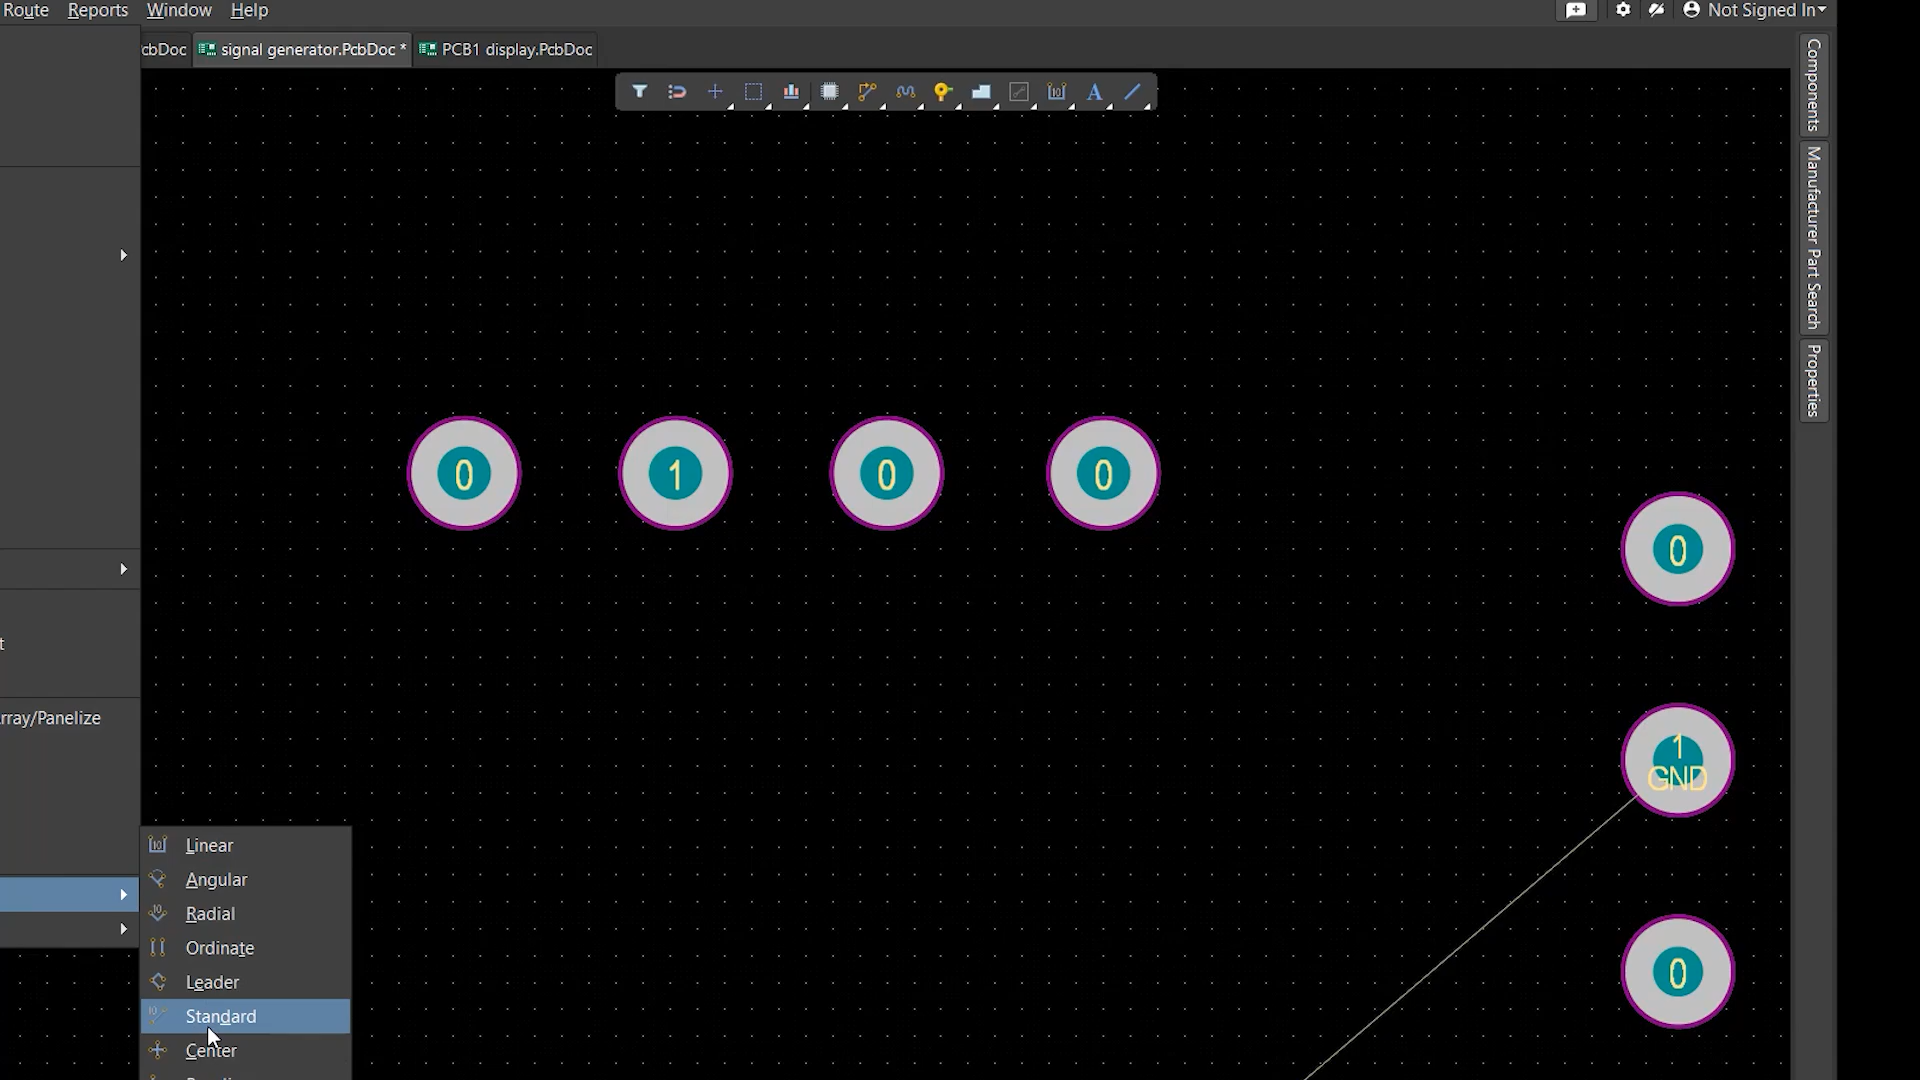 Route Reports Window Help Not Signed In
cbDoc signal generator.PcbDoc * PCB1 display.PcbDoc
Components
Manufacturer Part Search
Properties
0 1 0 0
0
1
GND
0
t
rray/Panelize
Linear
Angular
Radial
Ordinate
Leader
Standard
Center